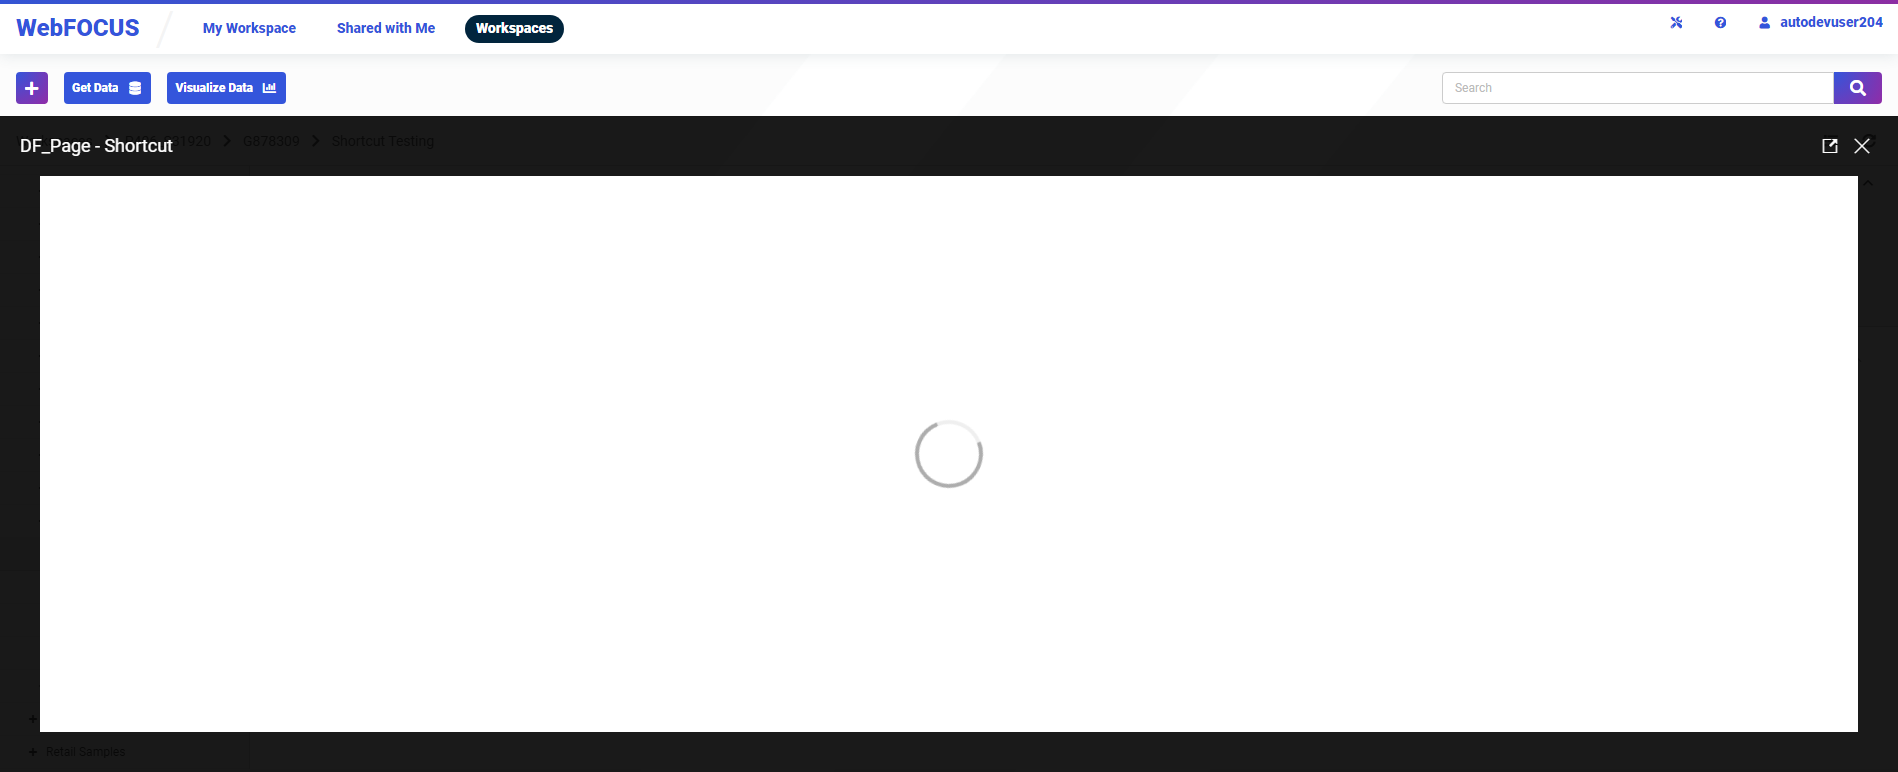 WebFOCUS
My Workspace
Shared with Me
Workspaces
autodevuser204
Get Data
Visualize Data
Search
G878309
Shortcut Testing
DF_Page - Shortcut
Retail Samples